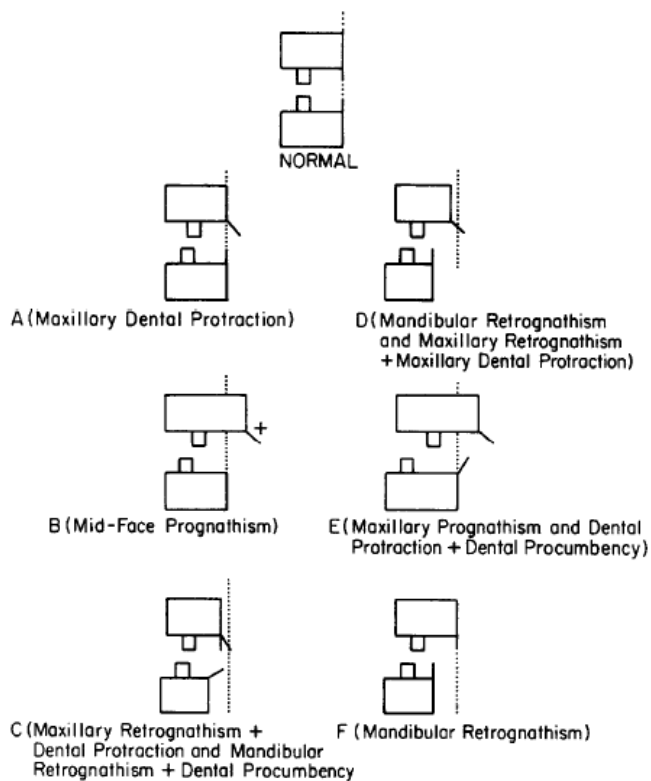 NORMAL
A (Maxillary Dental Protraction)
D (Mandibular Retrognathism
and Maxillary Retrognathism
+ Maxillary Dental Protraction)
+
B (Mid-Face Prognathism)
E (Maxillary Prognathism and Dental
Protraction + Dental Procumbency)
C (Maxillary Retrognathism +
Dental Protraction and Mandibular
Retrognathism + Dental Procumbency
F (Mandibular Retrognathism)